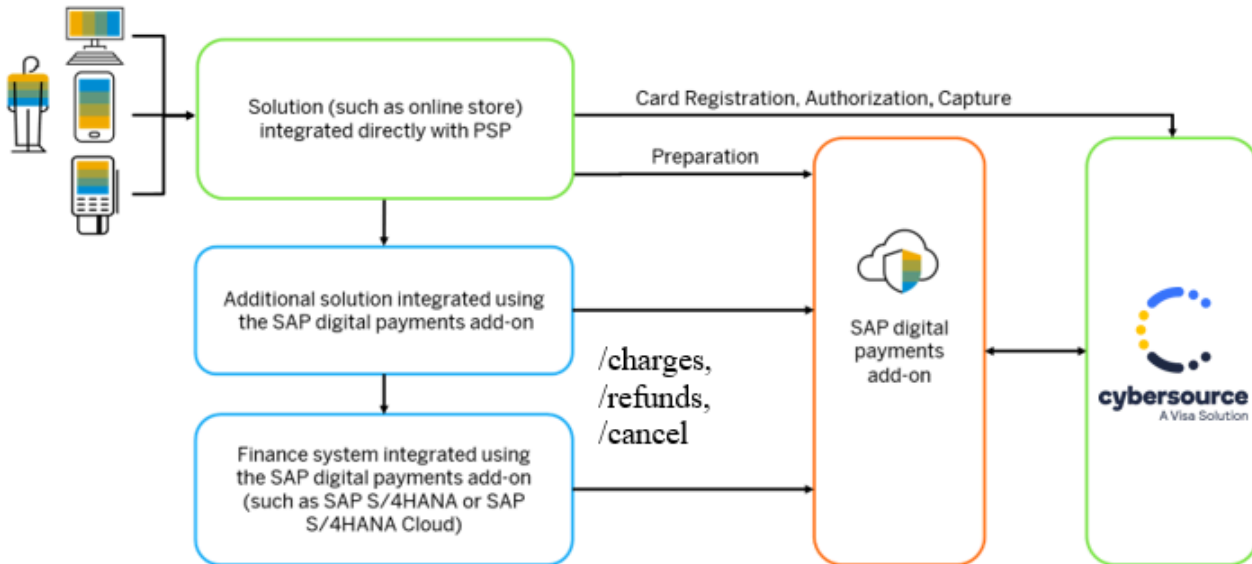 Solution (such as online store)
integrated directly with PSP
Card Registration, Authorization, Capture
Preparation
Additional solution integrated using
the SAP digital payments add-on
/charges,
/refunds,
/cancel
Finance system integrated using
the SAP digital payments add-on
(such as SAP S/4HANA or SAP
S/4HANA Cloud)
SAP digital
payments
add-on
cybersource
A Visa Solution